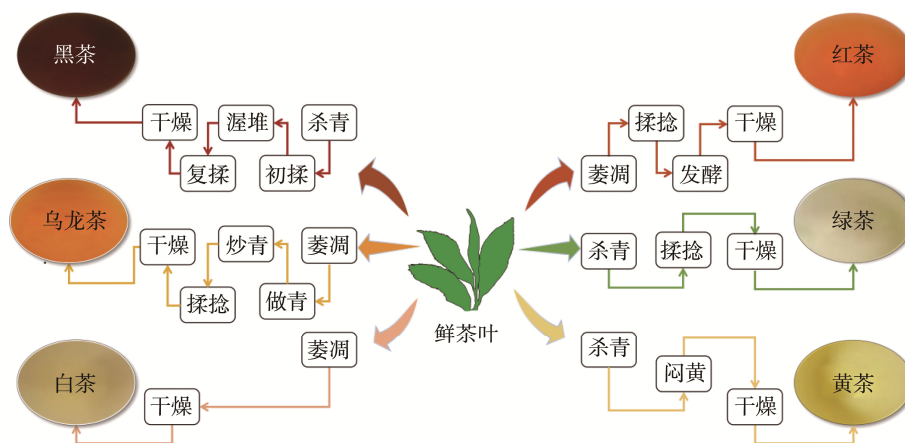 黑茶
干燥
渥堆
杀青
复揉
初揉
红茶
揉捻
干燥
萎凋
发酵
乌龙茶
干燥
炒青
萎凋
揉捻
做青
鲜茶叶
杀青
揉捻
干燥
绿茶
白茶
干燥
萎凋
杀青
闷黄
干燥
黄茶